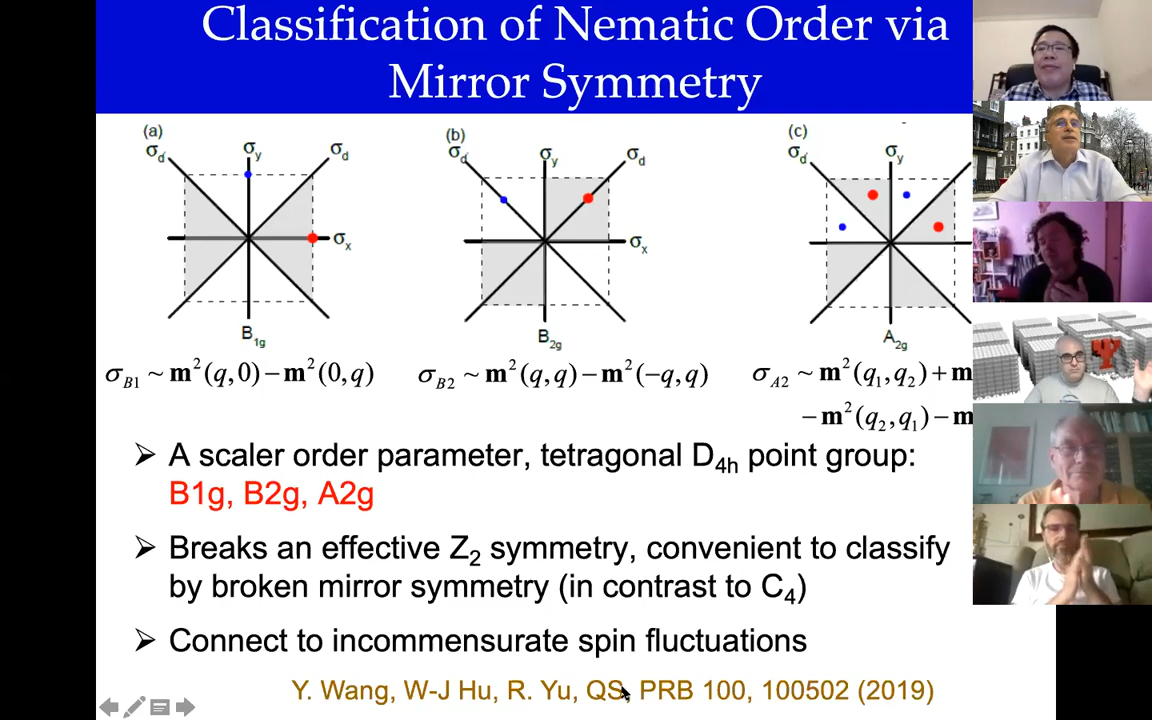 Classification of Nematic Order via
Mirror Symmetry
(a)
(b)
(c)
σd σy σd
σd σy σd
σd σy
σx
σx
B1g
B2g
A2g
σB1 ~ m²(q,0) − m²(0,q)
σB2 ~ m²(q,q) − m²(−q,q)
σA2 ~ m²(q1,q2) + m
− m²(q2,q1) − m
➢ A scaler order parameter, tetragonal D4h point group:
B1g, B2g, A2g
➢ Breaks an effective Z2 symmetry, convenient to classify
by broken mirror symmetry (in contrast to C4)
➢ Connect to incommensurate spin fluctuations
Y. Wang, W-J Hu, R. Yu, QS, PRB 100, 100502 (2019)